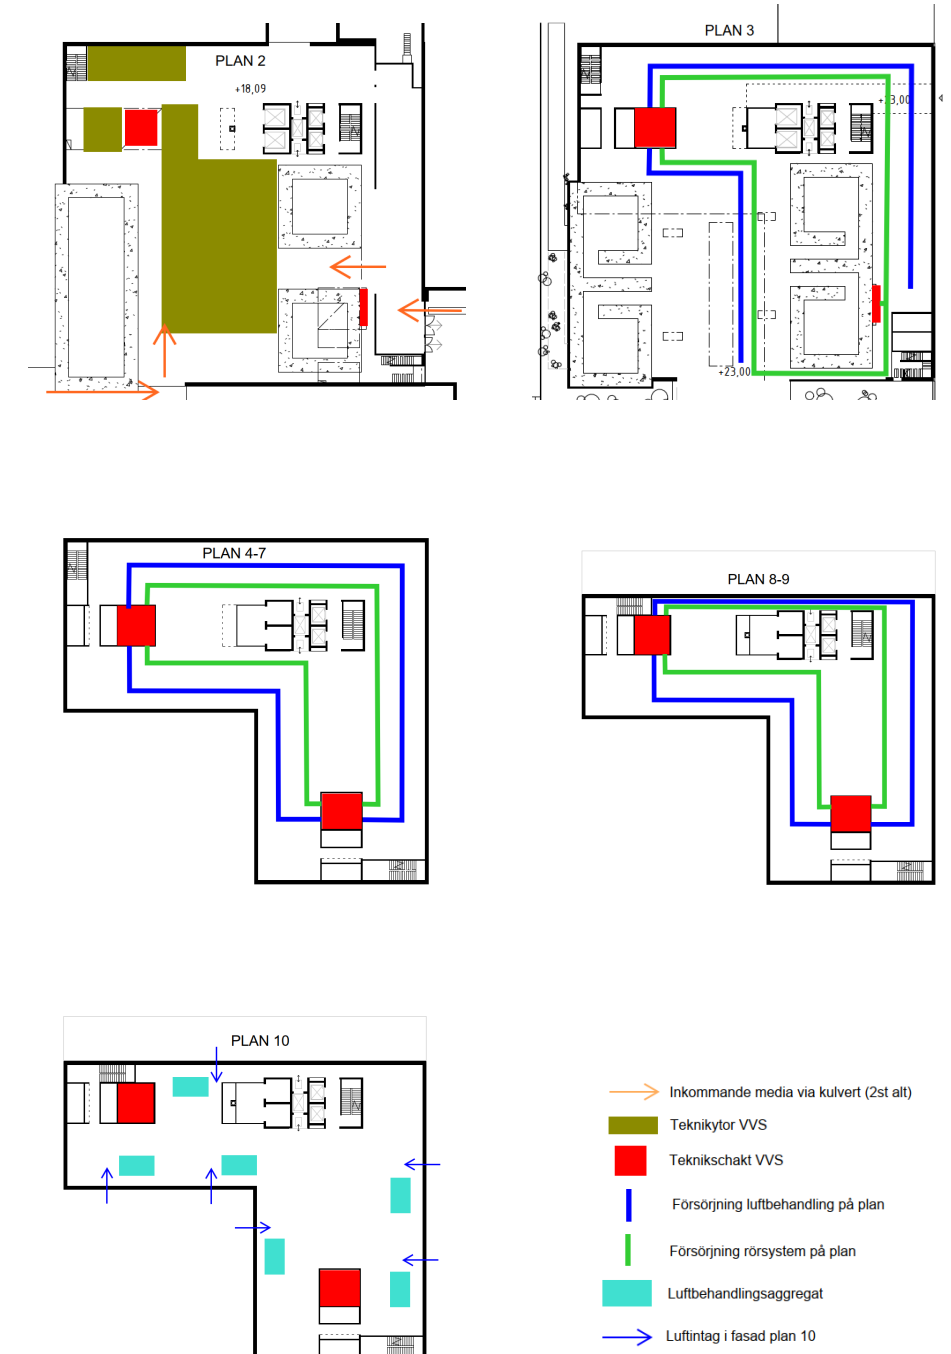 PLAN 2
+18,09
PLAN 3
+23,00
+23,00
PLAN 4-7
PLAN 8-9
PLAN 10
Inkommande media via kulvert (2st alt)
Teknikytor VVS
Teknikschakt VVS
Försörjning luftbehandling på plan
Försörjning rörsystem på plan
Luftbehandlingsaggregat
Luftintag i fasad plan 10